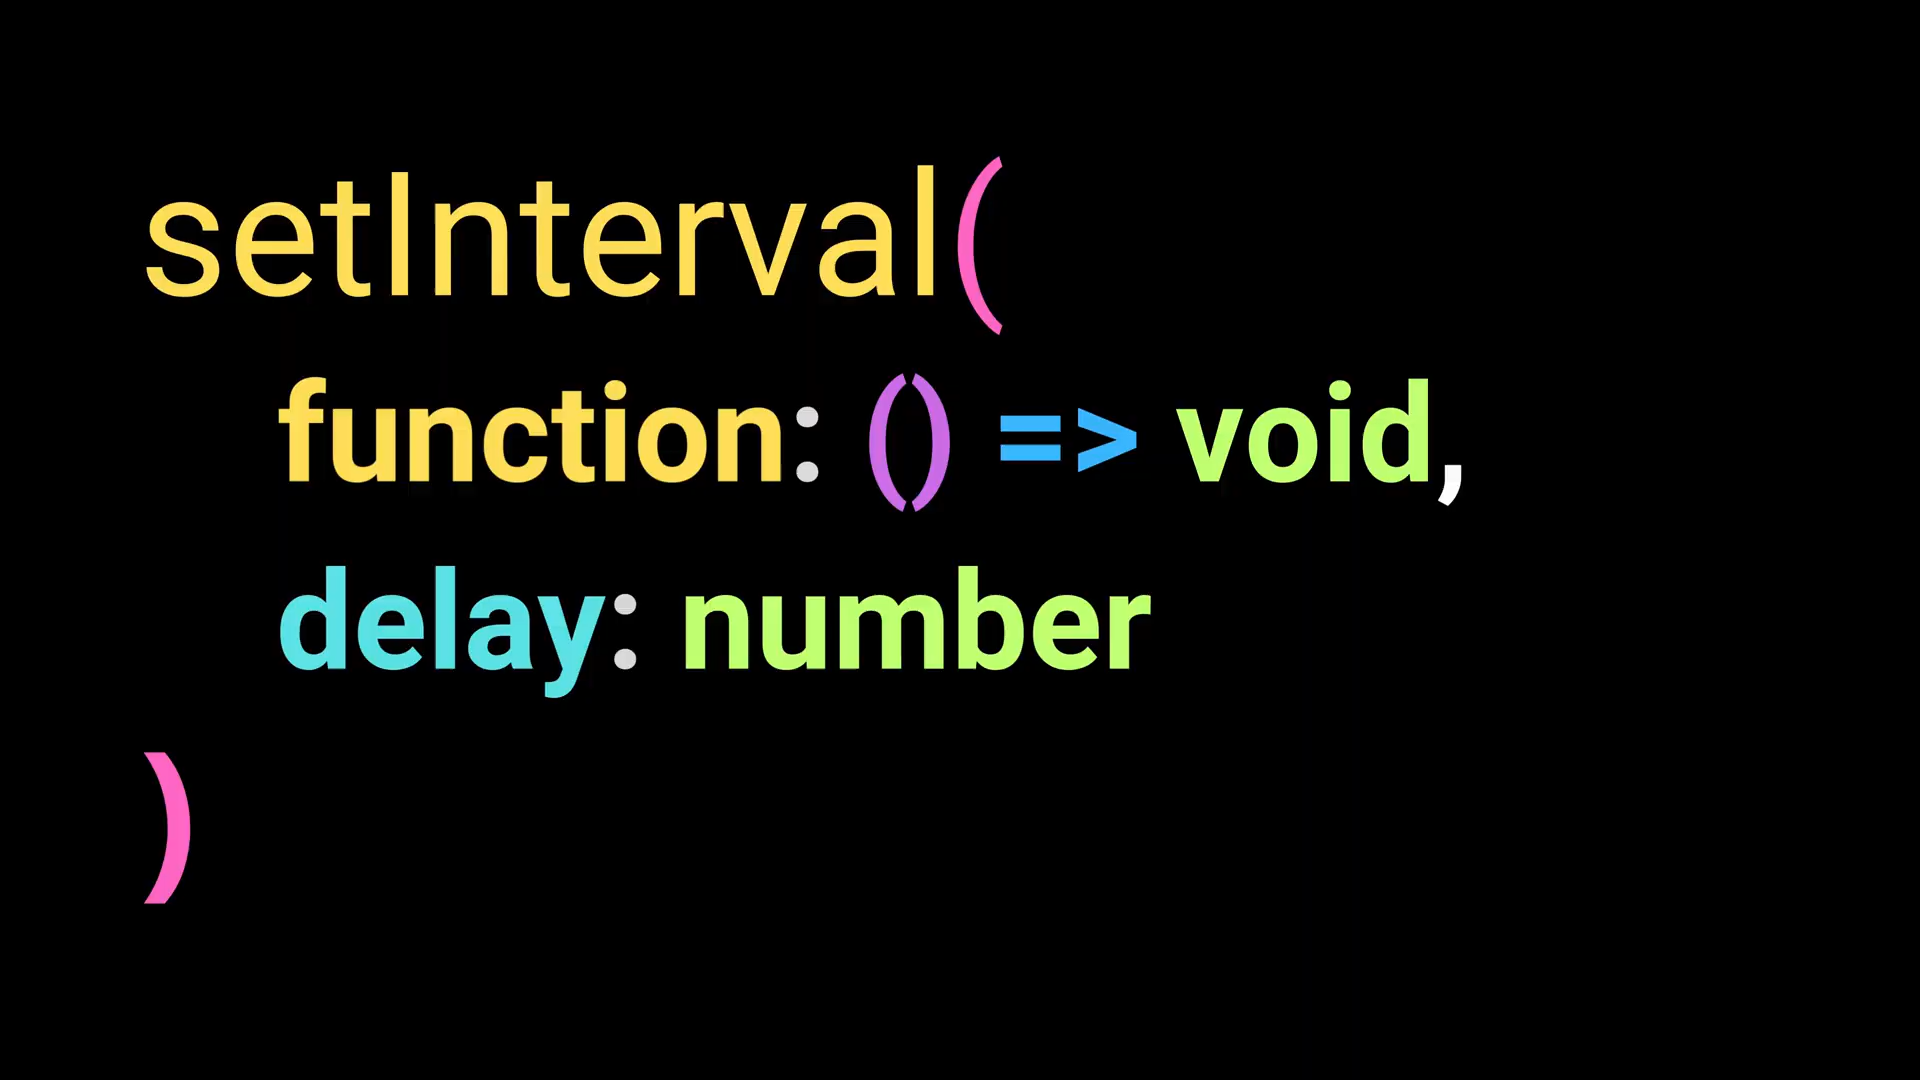 setInterval(
function: () => void,
delay: number
)